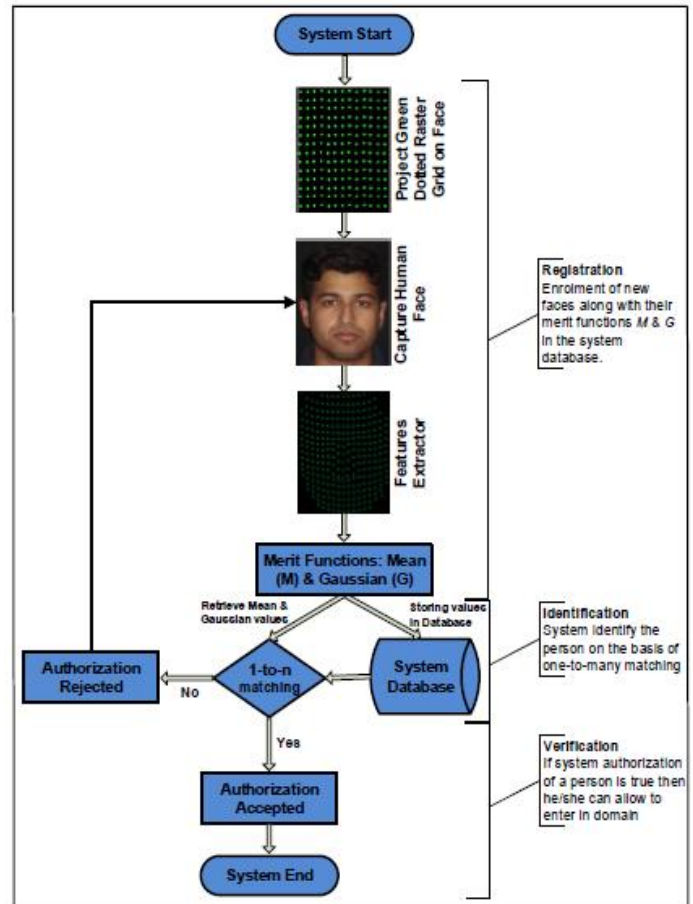 System Start
Project Green
Dotted Raster
Grid on Face
Capture Human
Face
Features
Extractor
Merit Functions: Mean
(M) & Gaussian (G)
Retrieve Mean &
Gaussian values
Storing values
in Database
Authorization
Rejected
No
1-to-n
matching
System
Database
Yes
Authorization
Accepted
System End
Registration
Enrolment of new
faces along with their
merit functions M & G
in the system
database.
Identification
System identify the
person on the basis of
one-to-many matching
Verification
If system authorization
of a person is true then
he/she can allow to
enter in domain